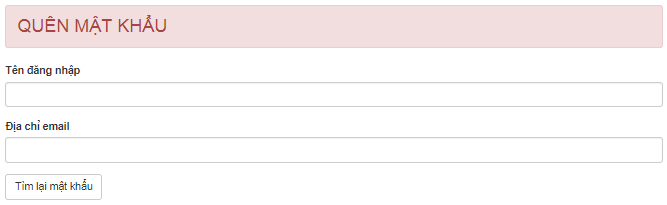 QUÊN MẬT KHẨU
Tên đăng nhập
Địa chỉ email
Tìm lại mật khẩu